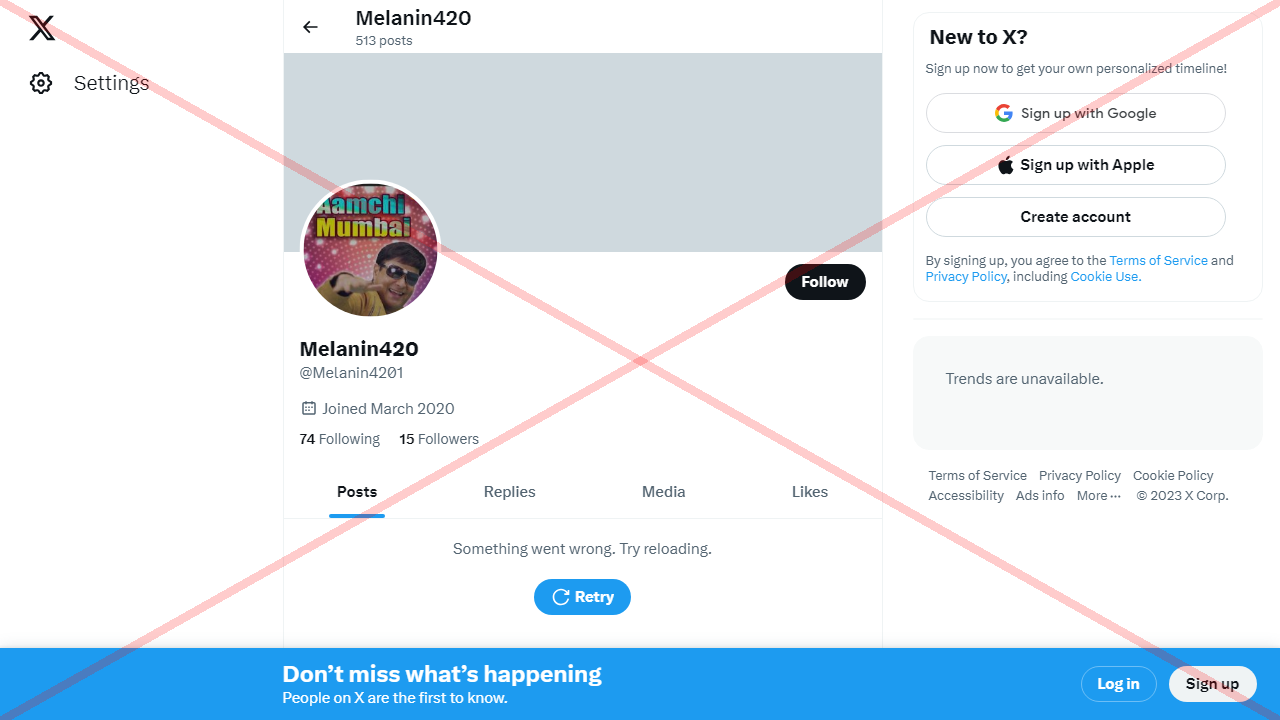 Settings
Melanin420
513 posts
Aamchi
Mumbai
Follow
Melanin420
@Melanin4201
Joined March 2020
74 Following 15 Followers
Posts Replies Media Likes
Something went wrong. Try reloading.
Retry
New to X?
Sign up now to get your own personalized timeline!
Sign up with Google
Sign up with Apple
Create account
By signing up, you agree to the Terms of Service and
Privacy Policy, including Cookie Use.
Trends are unavailable.
Terms of Service Privacy Policy Cookie Policy
Accessibility Ads info More ··· © 2023 X Corp.
Don’t miss what’s happening
People on X are the first to know.
Log in Sign up